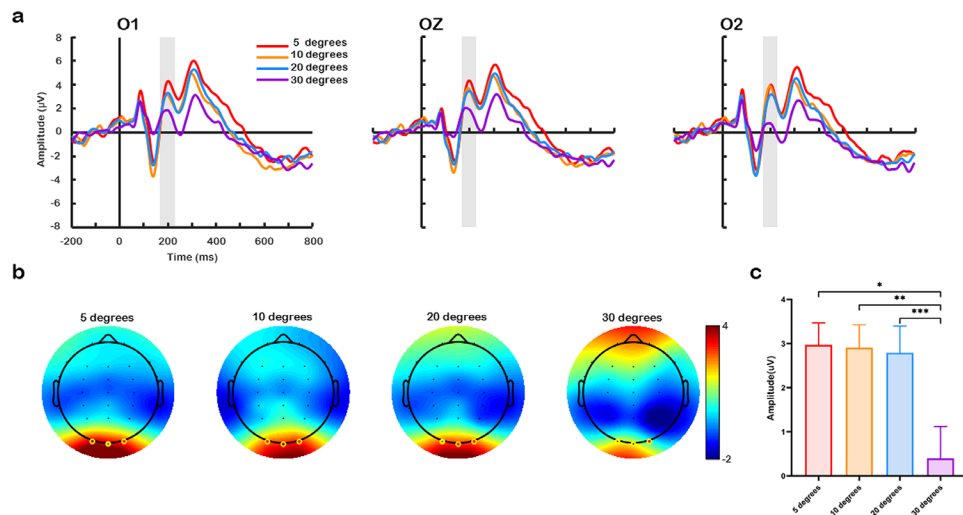 a
O1
OZ
O2
8
6
4
2
0
-2
-4
-6
-8
Amplitude (μV)
5 degrees
10 degrees
20 degrees
30 degrees
-200 0 200 400 600 800
Time (ms)
b
5 degrees
10 degrees
20 degrees
30 degrees
4
-2
c
*
**
***
4
3
2
1
0
Amplitude(uV)
5 degrees
10 degrees
20 degrees
30 degrees